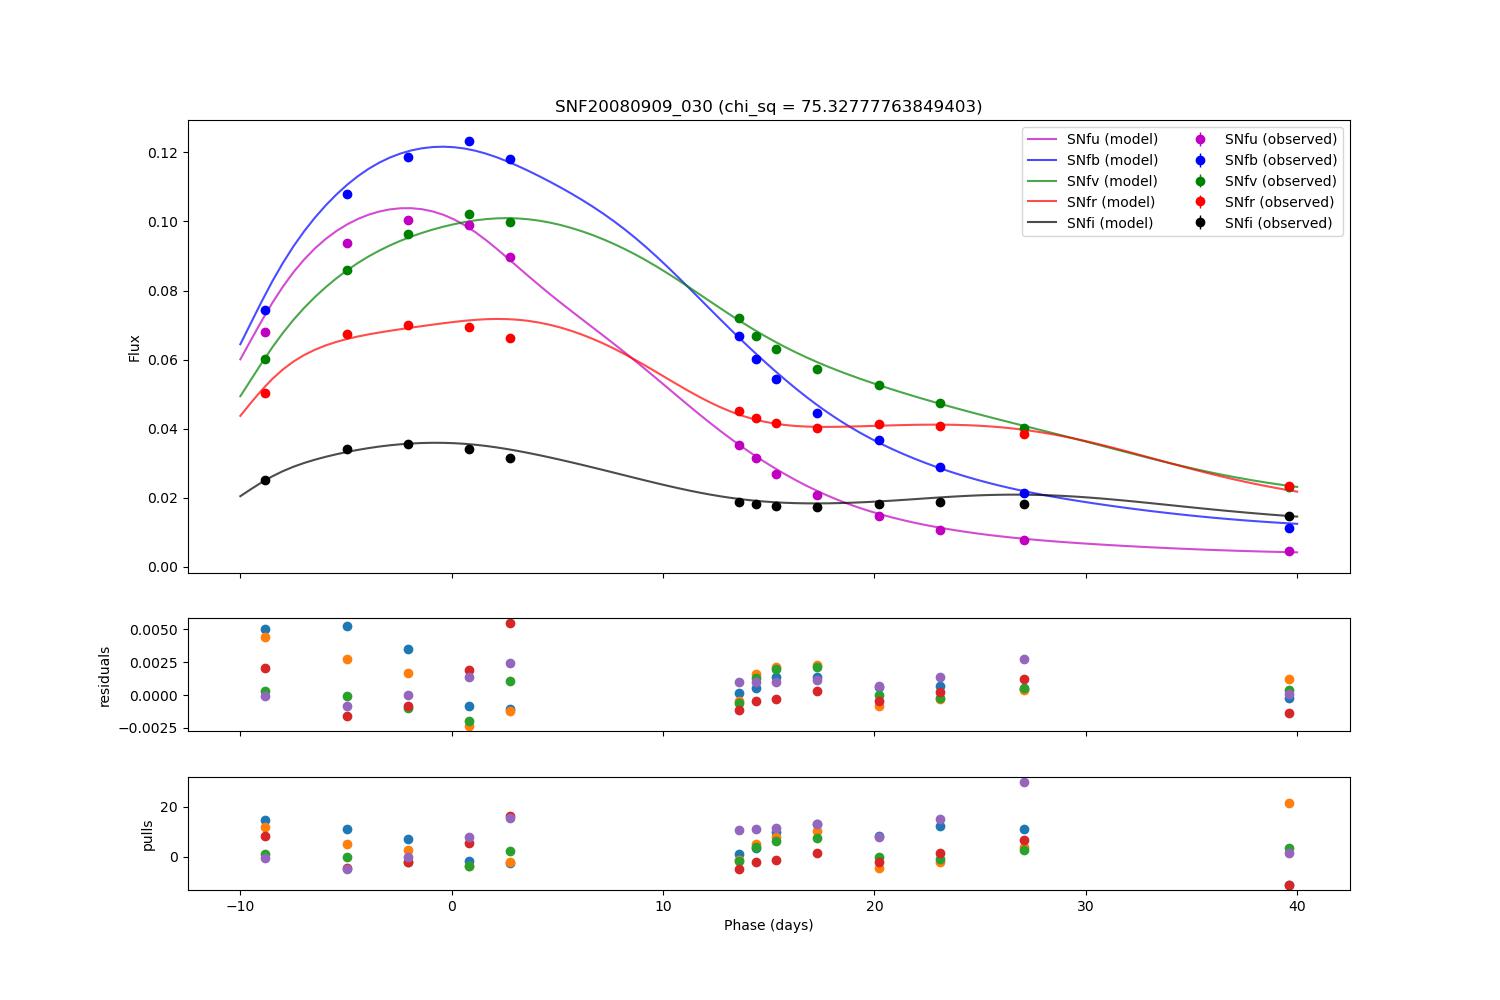 SNF20080909_030 (chi_sq = 75.32777763849403)
0.12
0.10
0.08
0.06
0.04
0.02
0.00
Flux
SNfu (model) SNfu (observed)
SNfb (model) SNfb (observed)
SNfv (model) SNfv (observed)
SNfr (model) SNfr (observed)
SNfi (model) SNfi (observed)
0.0050
0.0025
0.0000
−0.0025
residuals
20
0
pulls
−10 0 10 20 30 40
Phase (days)